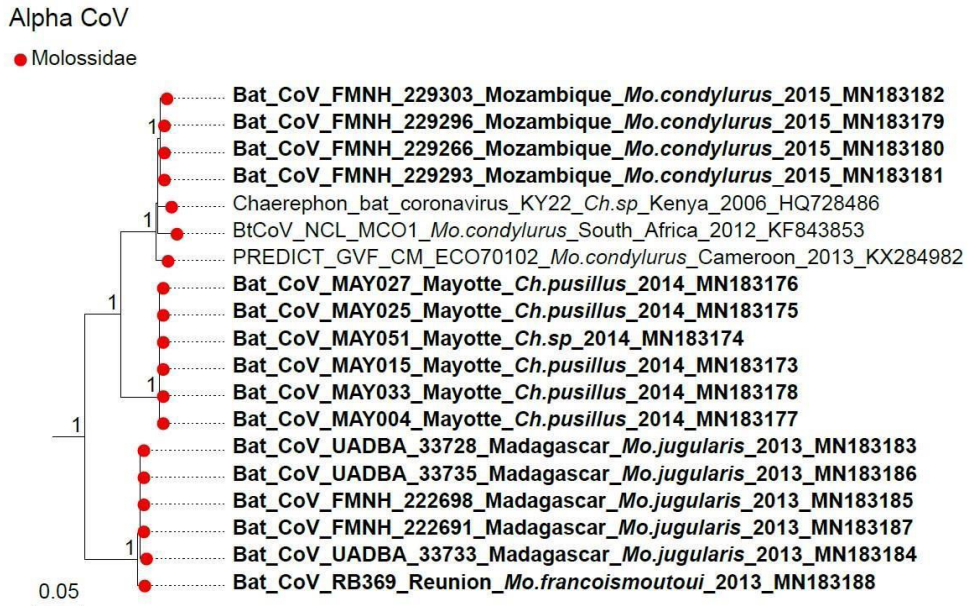 Alpha CoV
Molossidae
Bat_CoV_FMNH_229303_Mozambique_Mo.condylurus_2015_MN183182
1
Bat_CoV_FMNH_229296_Mozambique_Mo.condylurus_2015_MN183179
Bat_CoV_FMNH_229266_Mozambique_Mo.condylurus_2015_MN183180
Bat_CoV_FMNH_229293_Mozambique_Mo.condylurus_2015_MN183181
Chaerephon_bat_coronavirus_KY22_Ch.sp_Kenya_2006_HQ728486
1
BtCoV_NCL_MCO1_Mo.condylurus_South_Africa_2012_KF843853
PREDICT_GVF_CM_ECO70102_Mo.condylurus_Cameroon_2013_KX284982
Bat_CoV_MAY027_Mayotte_Ch.pusillus_2014_MN183176
1
Bat_CoV_MAY025_Mayotte_Ch.pusillus_2014_MN183175
Bat_CoV_MAY051_Mayotte_Ch.sp_2014_MN183174
Bat_CoV_MAY015_Mayotte_Ch.pusillus_2014_MN183173
1
Bat_CoV_MAY033_Mayotte_Ch.pusillus_2014_MN183178
Bat_CoV_MAY004_Mayotte_Ch.pusillus_2014_MN183177
1
Bat_CoV_UADBA_33728_Madagascar_Mo.jugularis_2013_MN183183
Bat_CoV_UADBA_33735_Madagascar_Mo.jugularis_2013_MN183186
Bat_CoV_FMNH_222698_Madagascar_Mo.jugularis_2013_MN183185
Bat_CoV_FMNH_222691_Madagascar_Mo.jugularis_2013_MN183187
1
Bat_CoV_UADBA_33733_Madagascar_Mo.jugularis_2013_MN183184
Bat_CoV_RB369_Reunion_Mo.francoismoutoui_2013_MN183188
0.05